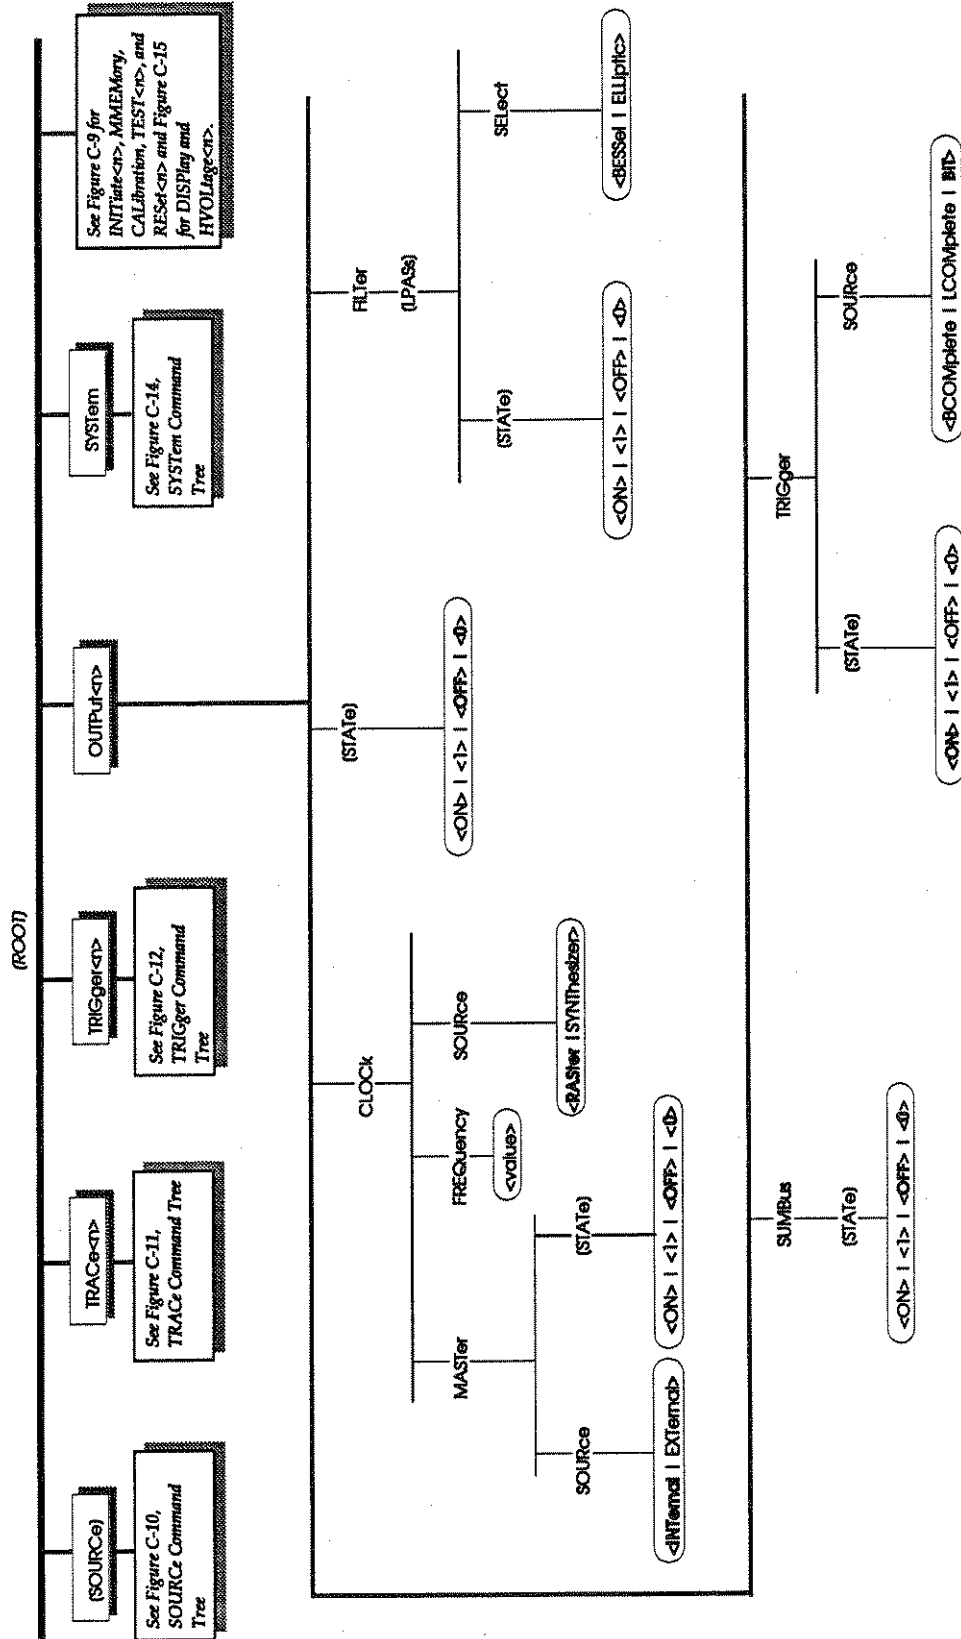 (ROOT)
(SOURCe)
TRACe<n>
TRIGger<n>
OUTPut<n>
SYSTem
See Figure C-10,
SOURCe Command
Tree
See Figure C-11,
TRACe Command Tree
See Figure C-12,
TRIGger Command
Tree
See Figure C-14,
SYSTem Command
Tree
See Figure C-9 for
INITiate<n>, MMEMory,
CALibration, TEST<n>, and
RESet<n> and Figure C-15
for DISPlay and
HVOLtage<n>.
CLOCk
(STATe)
FILTer
(LPASs)
MASTer
FREQuency
SOURce
<ON> | <1> | <OFF> | <0>
(STATe)
SELect
<value>
<RASter | SYNThesizer>
<ON> | <1> | <OFF> | <0>
<BESSel | ELLiptic>
SOURce
(STATe)
<INTernal | EXTernal>
<ON> | <1> | <OFF> | <0>
SUMBus
TRIGger
(STATe)
(STATe)
SOURce
<ON> | <1> | <OFF> | <0>
<ON> | <1> | <OFF> | <0>
<BCOMplete | LCOMplete | BIT>